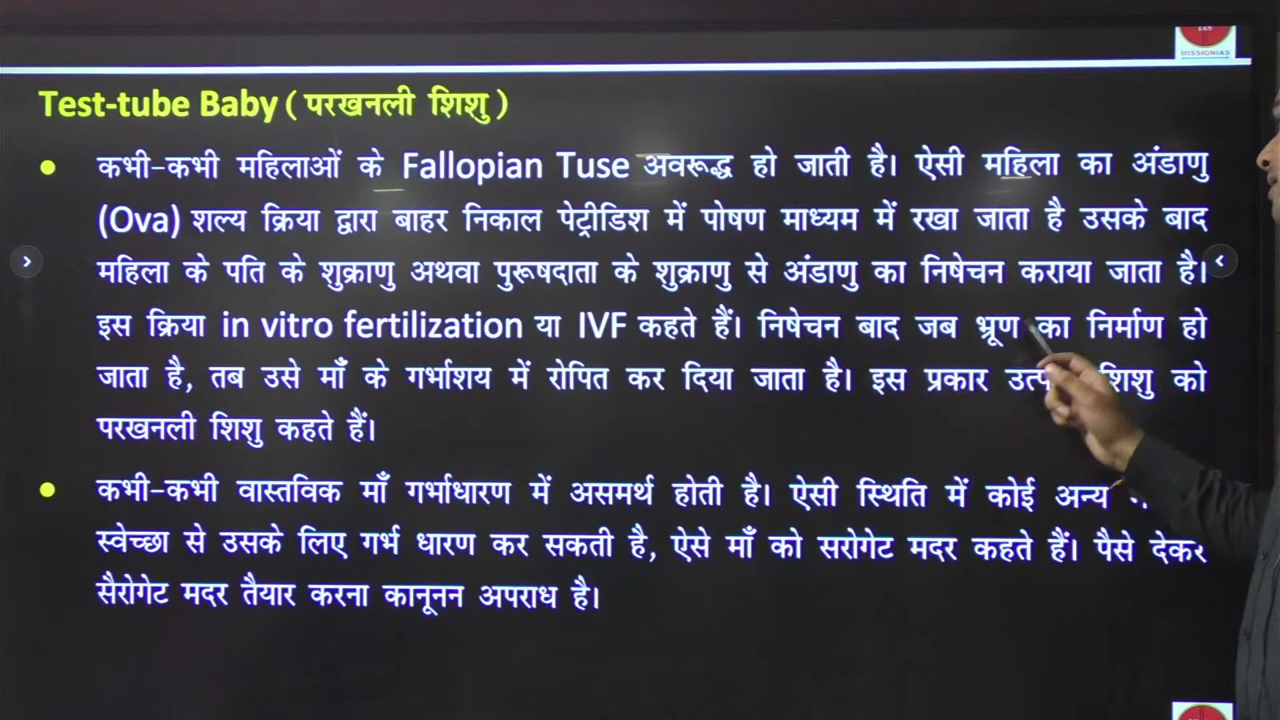 IAS
MISSIONIAS
Test-tube Baby ( परखनली शिशु )
कभी-कभी महिलाओं के Fallopian Tuse अवरूद्ध हो जाती है। ऐसी महिला का अंडाणु
(Ova) शल्य क्रिया द्वारा बाहर निकाल पेट्रीडिश में पोषण माध्यम में रखा जाता है उसके बाद
महिला के पति के शुक्राणु अथवा पुरूषदाता के शुक्राणु से अंडाणु का निषेचन कराया जाता है।
इस क्रिया in vitro fertilization या IVF कहते हैं। निषेचन बाद जब भ्रूण का निर्माण हो
जाता है, तब उसे माँ के गर्भाशय में रोपित कर दिया जाता है। इस प्रकार शिशु को
परखनली शिशु कहते हैं।
कभी-कभी वास्तविक माँ गर्भाधारण में असमर्थ होती है। ऐसी स्थिति में कोई अन्य
स्वेच्छा से उसके लिए गर्भ धारण कर सकती है, ऐसे माँ को सरोगेट मदर कहते हैं। पैसे देकर
सैरोगेट मदर तैयार करना कानूनन अपराध है।